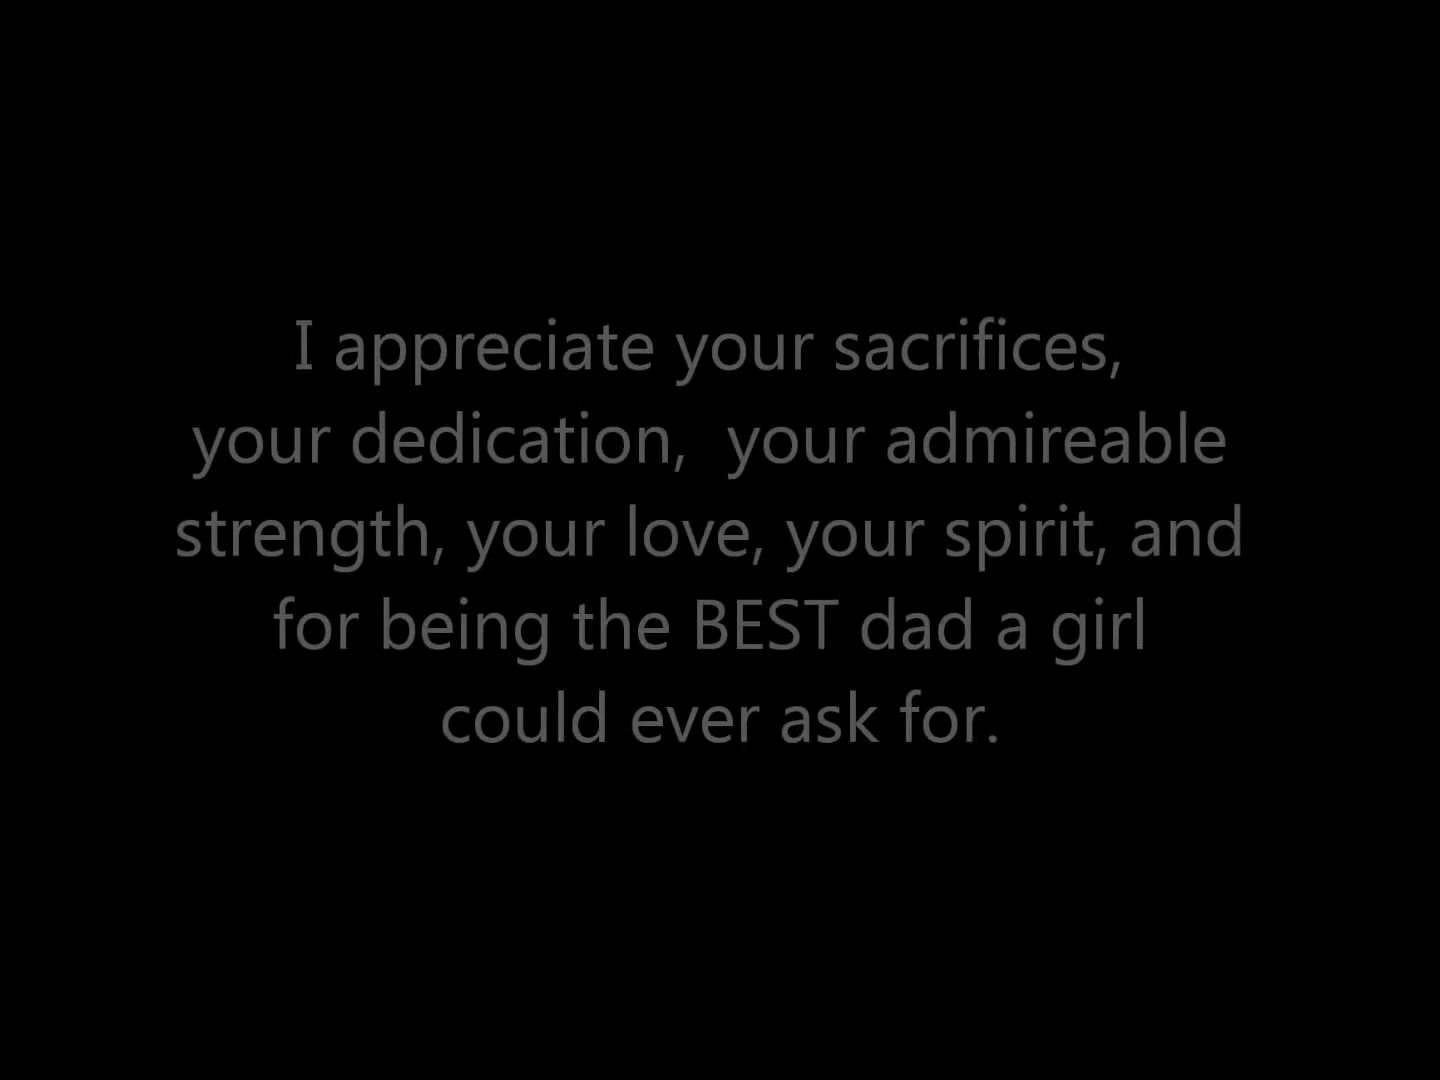 I appreciate your sacrifices,
your dedication,  your admireable
strength, your love, your spirit, and
for being the BEST dad a girl
could ever ask for.